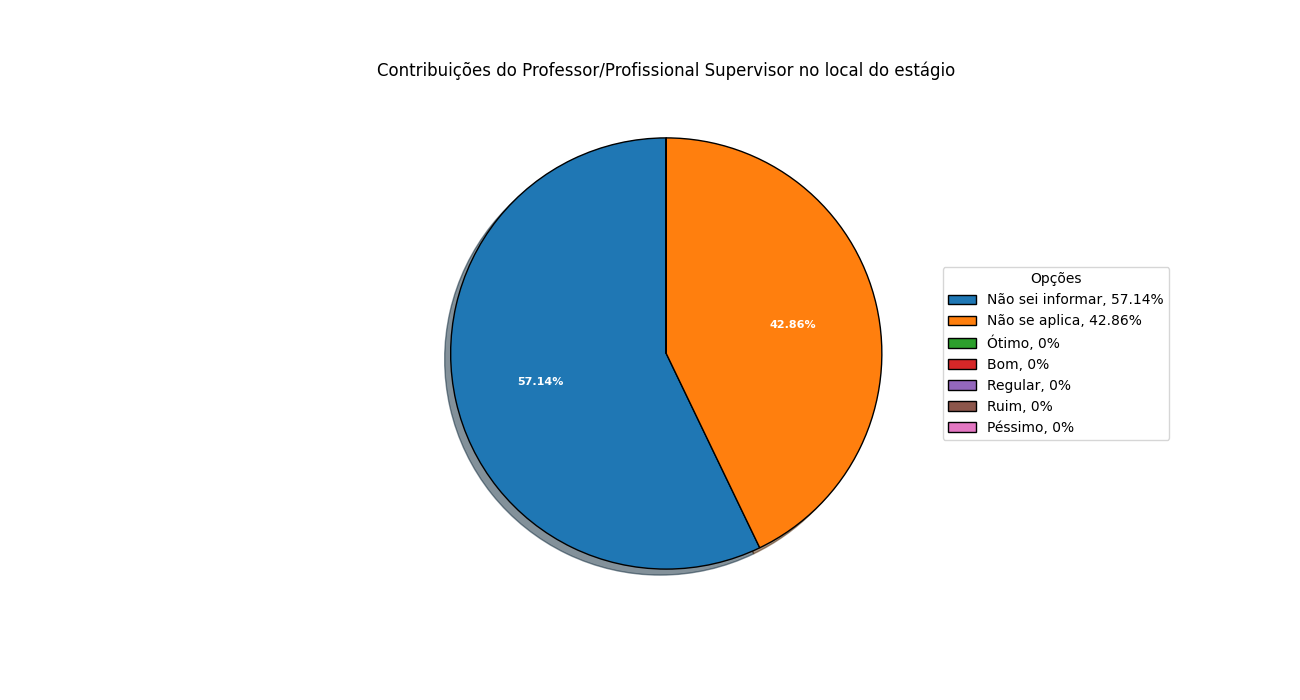 Contribuições do Professor/Profissional Supervisor no local do estágio
42.86%
57.14%
Opções
Não sei informar, 57.14%
Não se aplica, 42.86%
Ótimo, 0%
Bom, 0%
Regular, 0%
Ruim, 0%
Péssimo, 0%